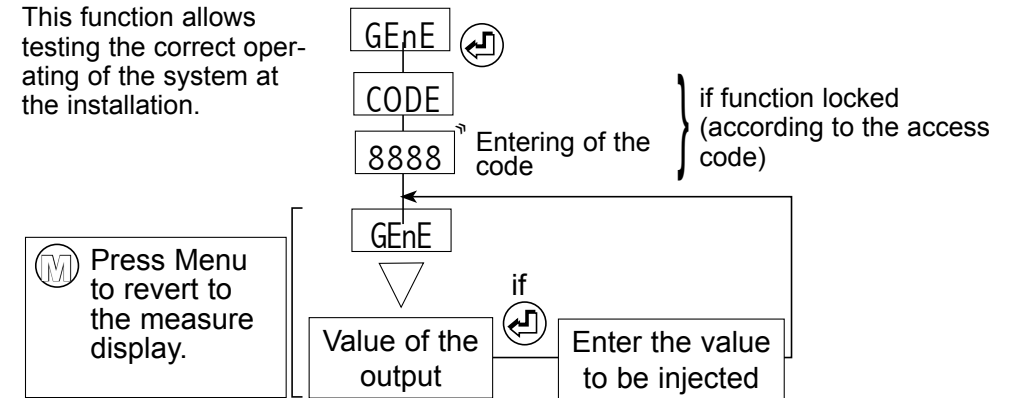 This function allows
testing the correct oper-
ating of the system at
the installation.
GEnE
CODE
8888
Entering of the
code
if function locked
(according to the access
code)
GEnE
M
Press Menu
to revert to
the measure
display.
Value of the
output
if
Enter the value
to be injected